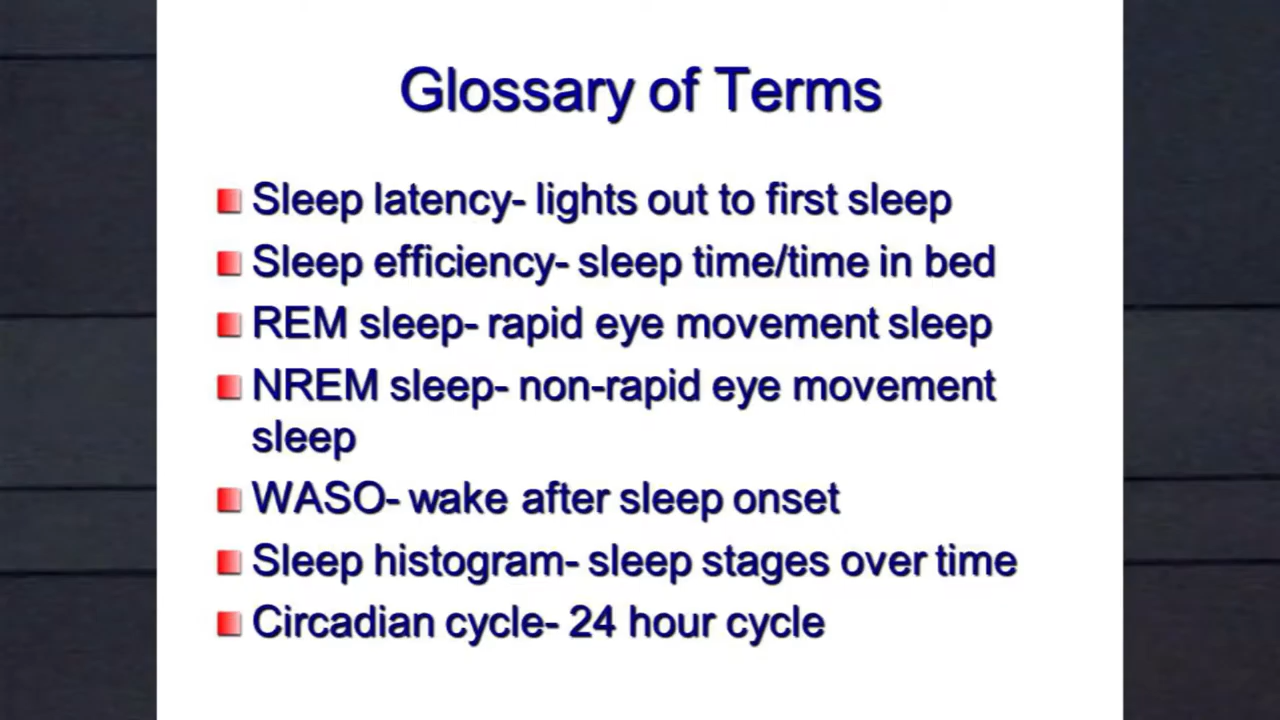 Glossary of Terms
Sleep latency- lights out to first sleep
Sleep efficiency- sleep time/time in bed
REM sleep- rapid eye movement sleep
NREM sleep- non-rapid eye movement
sleep
WASO- wake after sleep onset
Sleep histogram- sleep stages over time
Circadian cycle- 24 hour cycle